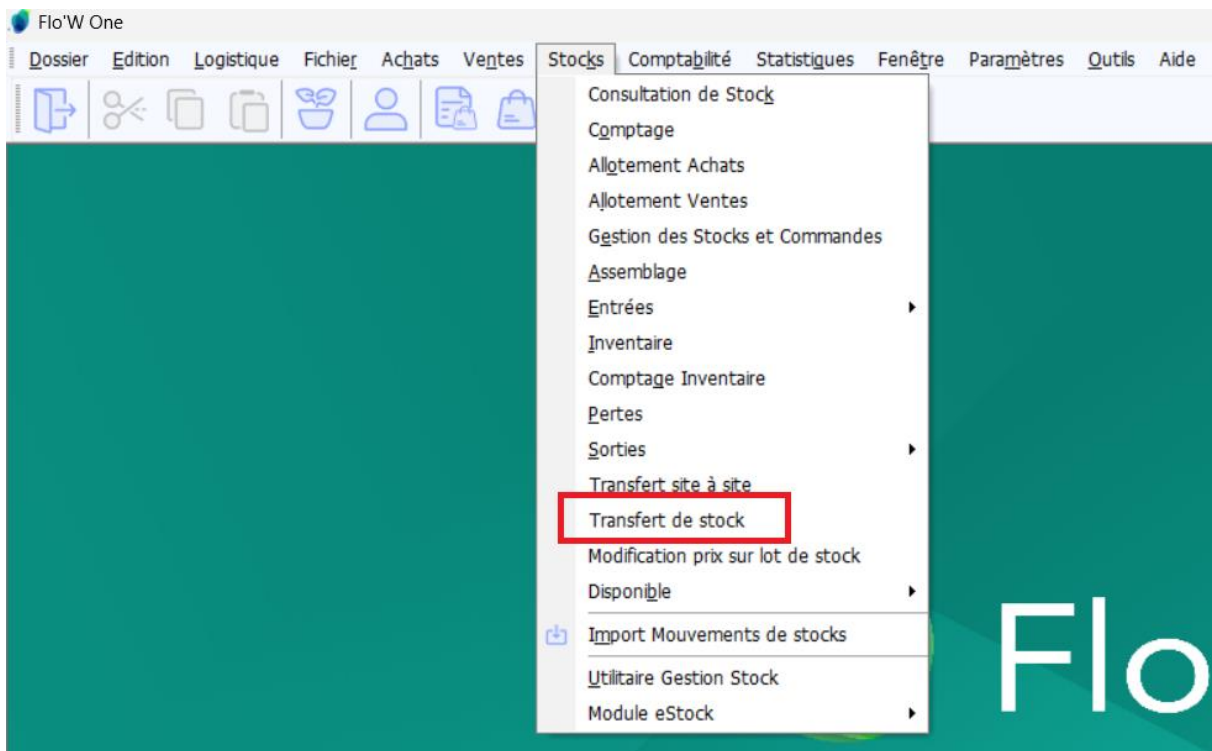 Flo'W One
Dossier Edition Logistique Fichier Achats Ventes Stocks Comptabilité Statistiques Fenêtre Paramètres Outils Aide
Consultation de Stock
Comptage
Allotement Achats
Allotement Ventes
Gestion des Stocks et Commandes
Assemblage
Entrées
Inventaire
Comptage Inventaire
Pertes
Sorties
Transfert site à site
Transfert de stock
Modification prix sur lot de stock
Disponible
Import Mouvements de stocks
Utilitaire Gestion Stock
Module eStock
Flo